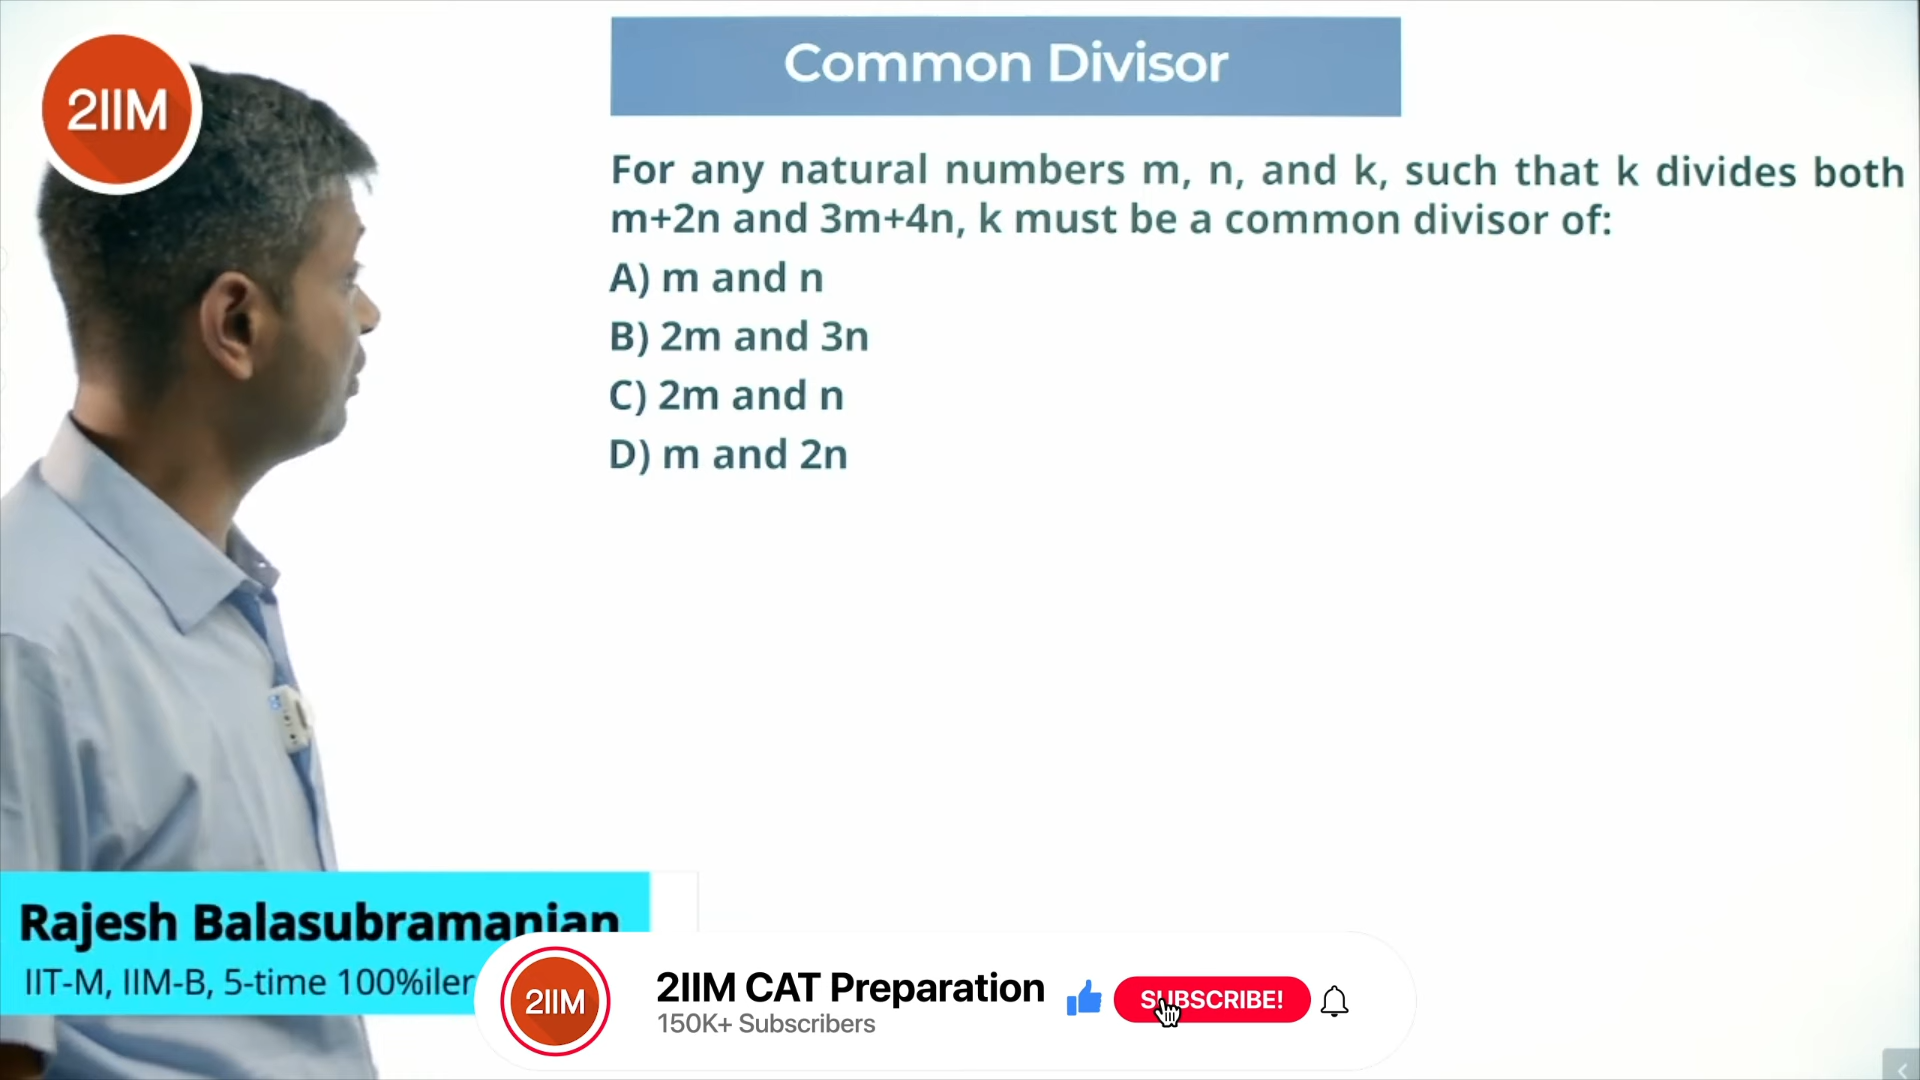 2IIM
Common Divisor
For any natural numbers m, n, and k, such that k divides both
m+2n and 3m+4n, k must be a common divisor of:
A) m and n
B) 2m and 3n
C) 2m and n
D) m and 2n
Rajesh Balasubramanian
IIT-M, IIM-B, 5-time 100%iler
2IIM
2IIM CAT Preparation
150K+ Subscribers
SUBSCRIBE!